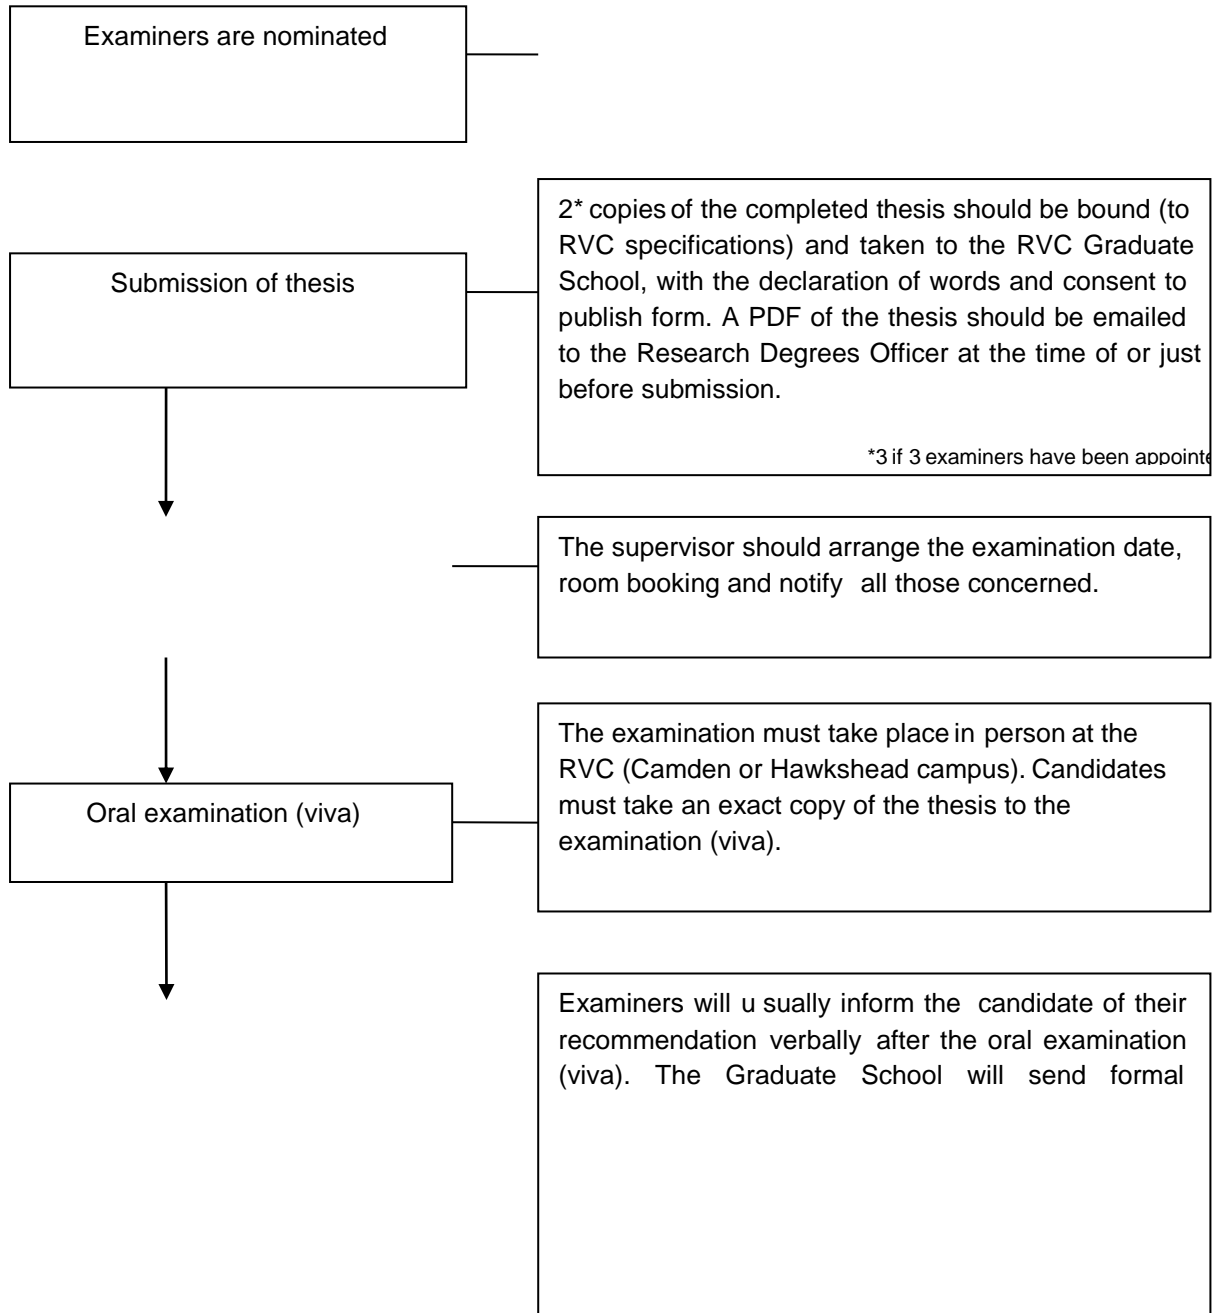 Examiners are nominated
2* copies of the completed thesis should be bound (to
RVC specifications) and taken to the RVC Graduate
School, with the declaration of words and consent to
publish form. A PDF of the thesis should be emailed
to the Research Degrees Officer at the time of or just
before submission.
*3 if 3 examiners have been appointe
Submission of thesis
The supervisor should arrange the examination date,
room booking and notify all those concerned.
The examination must take place in person at the
RVC (Camden or Hawkshead campus). Candidates
must take an exact copy of the thesis to the
examination (viva).
Oral examination (viva)
Examiners will u sually inform the candidate of their
recommendation verbally after the oral examination
(viva). The Graduate School will send formal